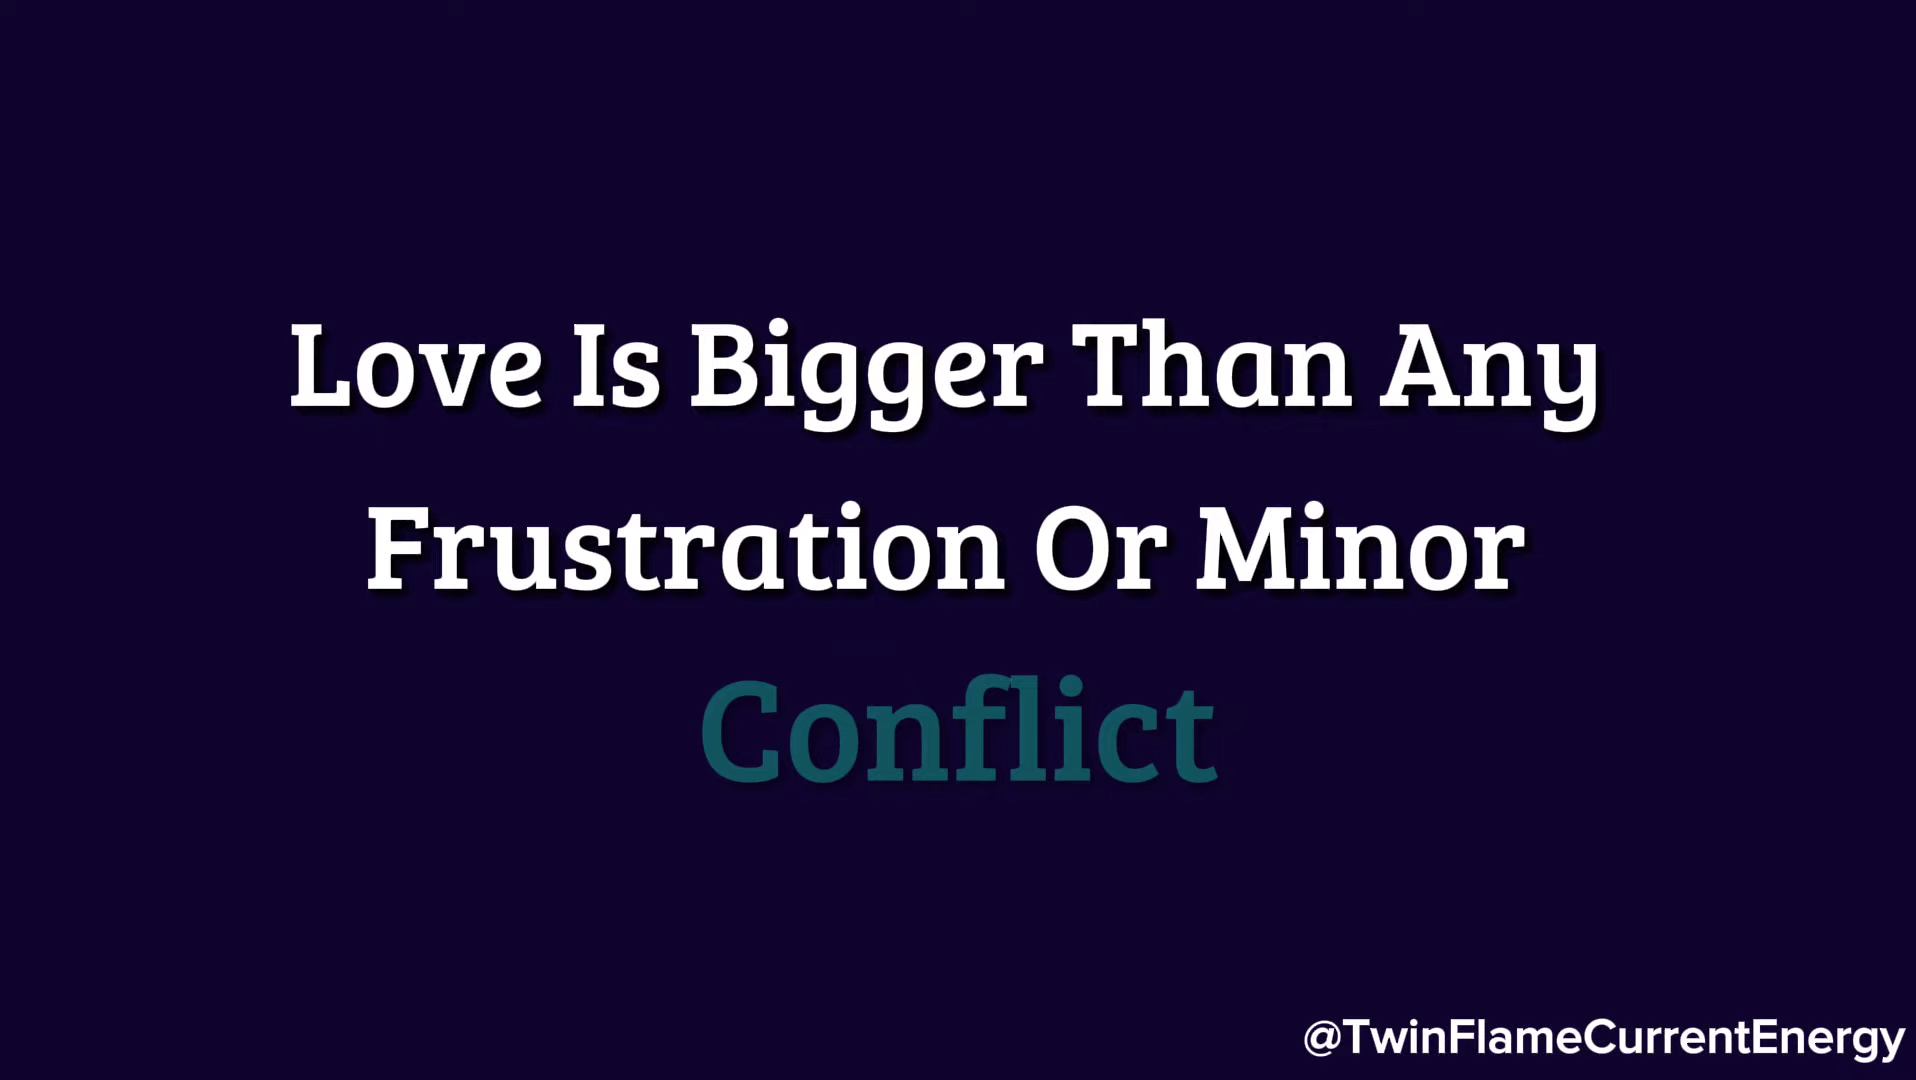 Love Is Bigger Than Any
Frustration Or Minor
Conflict
@TwinFlameCurrentEnergy